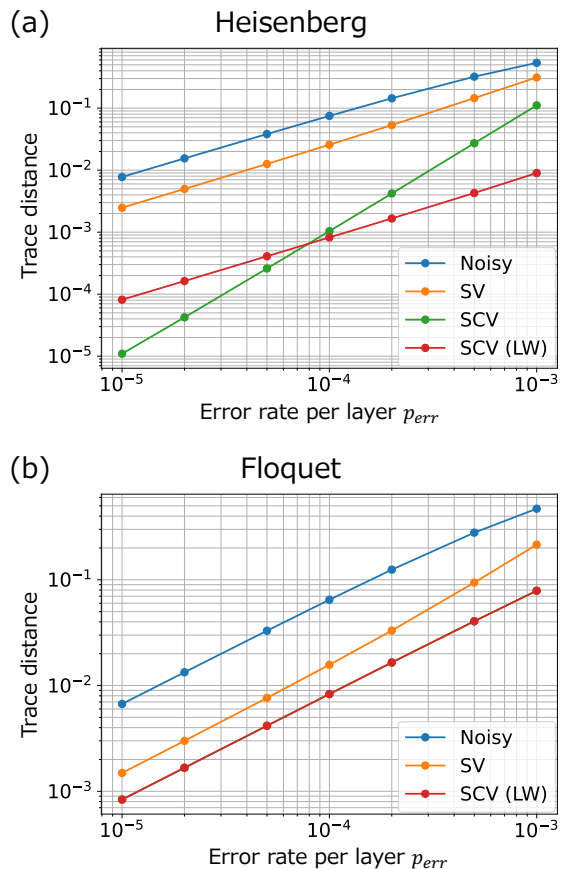 (a) Heisenberg
10⁻¹
10⁻²
10⁻³
10⁻⁴
10⁻⁵
Trace distance
Noisy
SV
SCV
SCV (LW)
10⁻⁵ 10⁻⁴ 10⁻³
Error rate per layer p_err
(b) Floquet
10⁻¹
10⁻²
10⁻³
Trace distance
Noisy
SV
SCV (LW)
10⁻⁵ 10⁻⁴ 10⁻³
Error rate per layer p_err